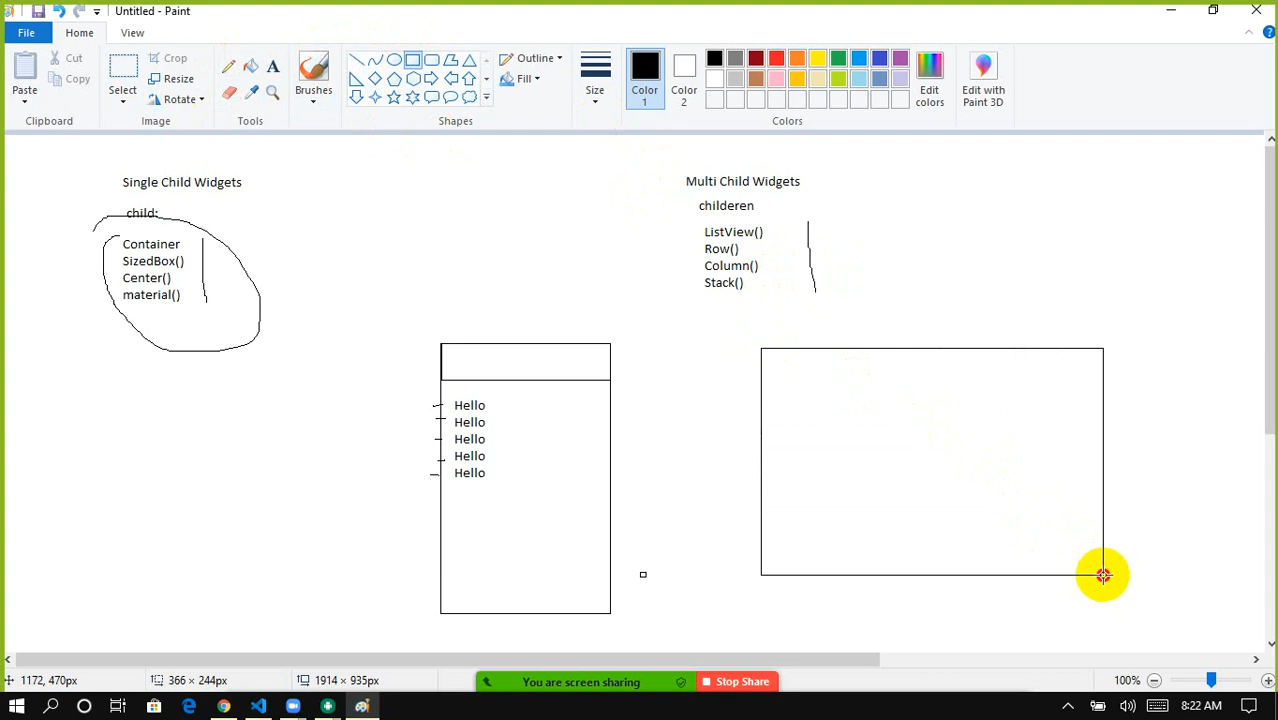 Untitled - Paint
File Home View
Paste
Cut
Copy
Clipboard
Select
Crop
Resize
Rotate
Image
A
Tools
Brushes
Shapes
Outline
Fill
Size
Color 1
Color 2
Edit colors
Colors
Edit with Paint 3D
Single Child Widgets
child:
Container
SizedBox()
Center()
material()
Multi Child Widgets
childeren
ListView()
Row()
Column()
Stack()
Hello
Hello
Hello
Hello
Hello
1172, 470px
366 × 244px
1914 × 935px
100%
You are screen sharing
Stop Share
8:22 AM